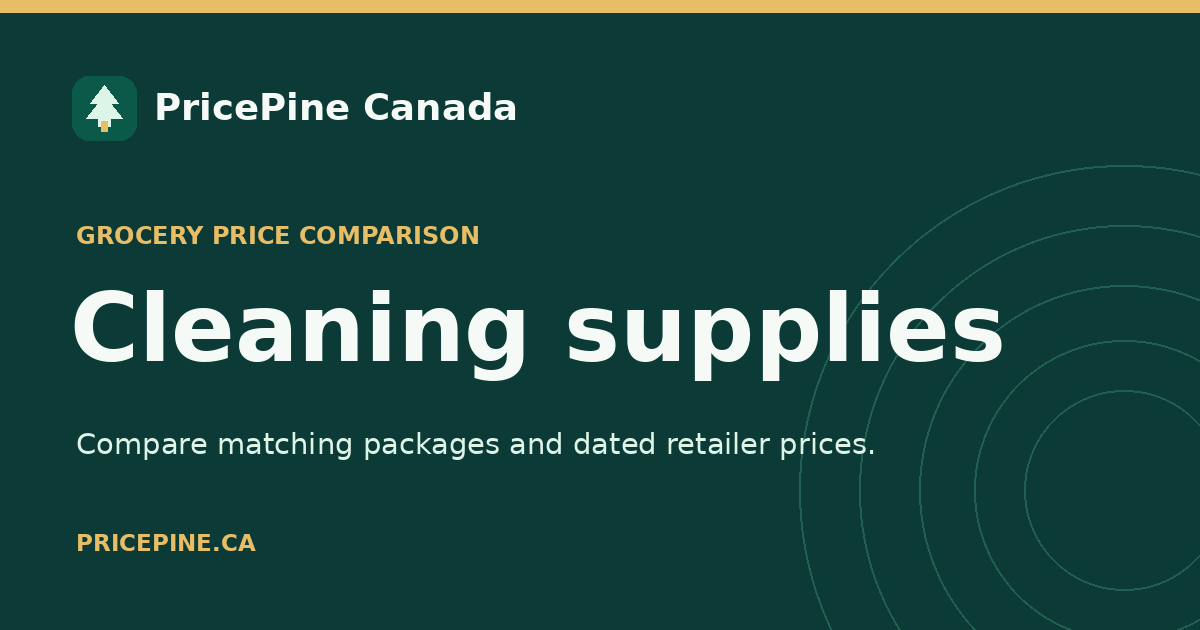 PricePine Canada
GROCERY PRICE COMPARISON
Cleaning supplies
Compare matching packages and dated retailer prices.
PRICEPINE.CA